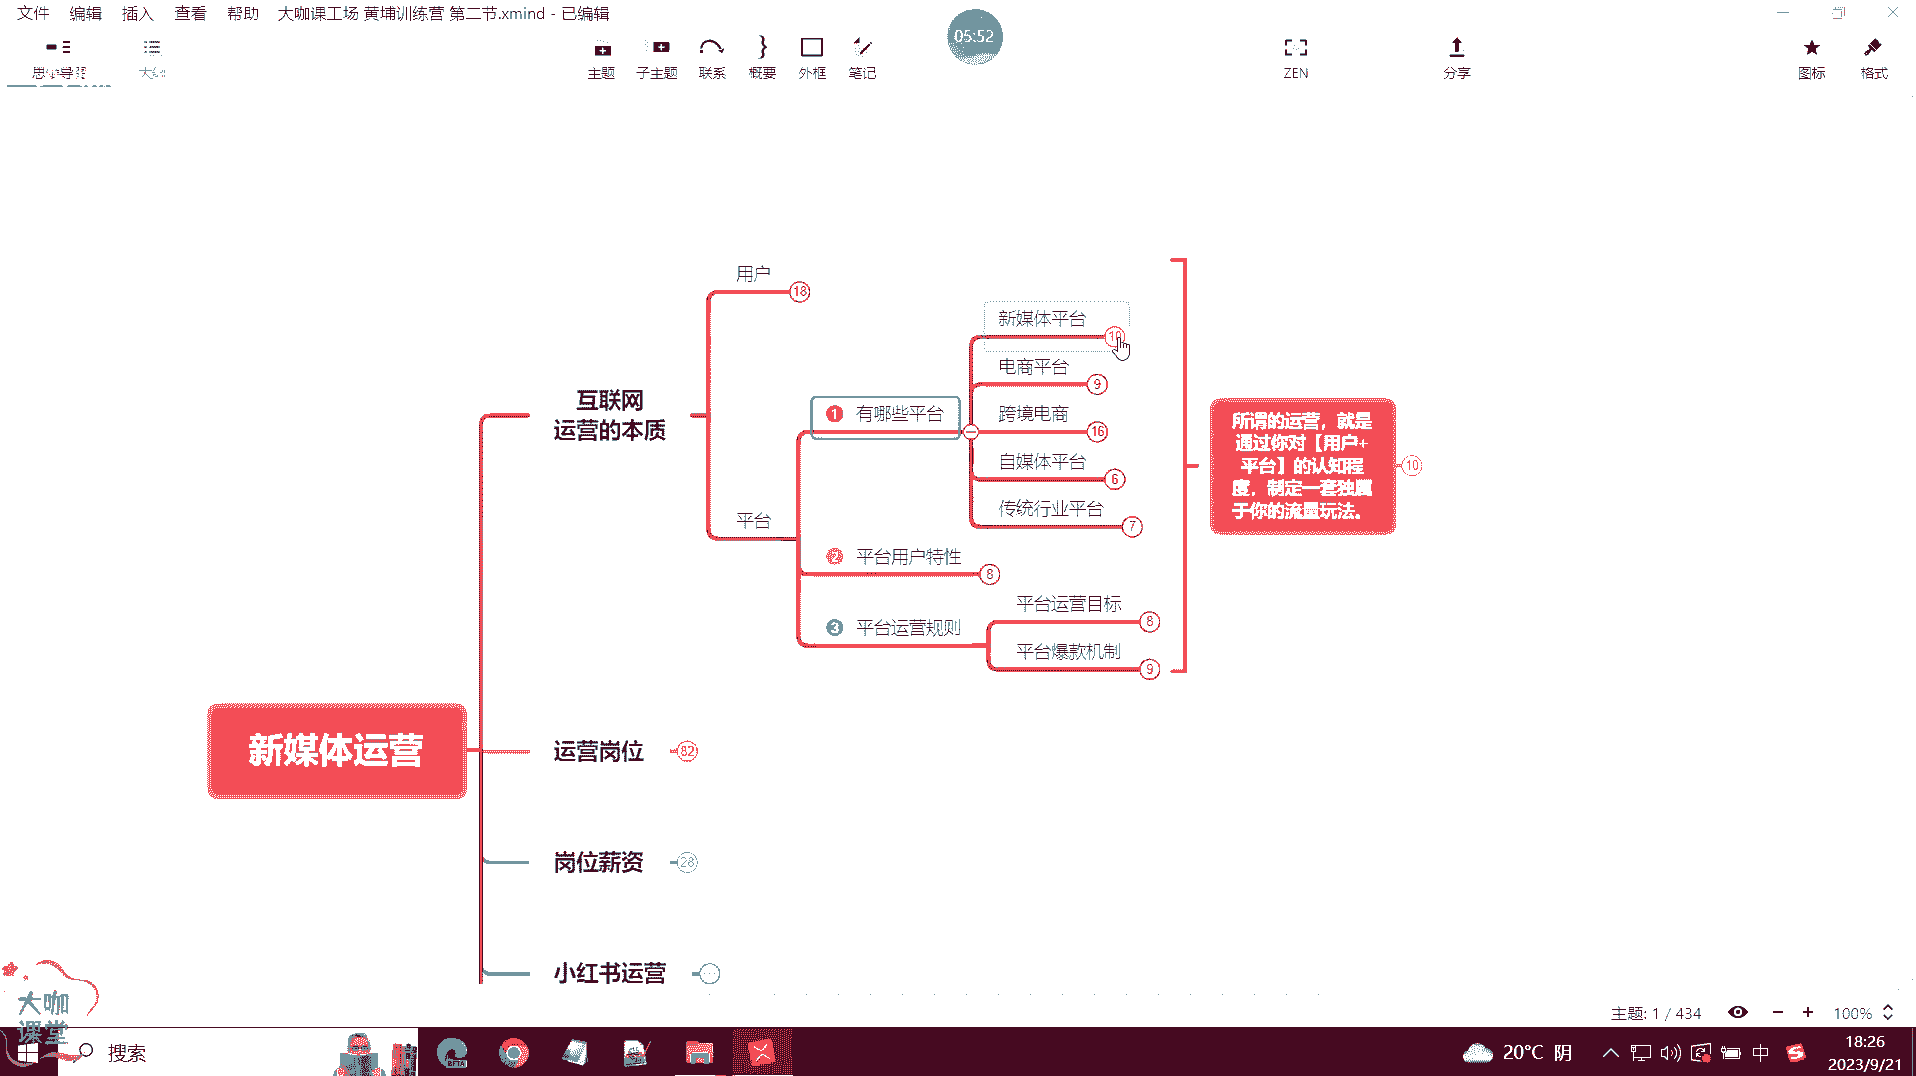 文件 编辑 插入 查看 帮助 大咖课工场 黄埔训练营 第二节.xmind - 已编辑
05:52
思维导图 大纲 主题 子主题 联系 概要 外框 笔记 ZEN 分享 图标 格式
用户
18
新媒体平台
10
电商平台
9
1 有哪些平台
跨境电商
16
自媒体平台
6
传统行业平台
7
互联网
运营的本质
平台
2 平台用户特性
8
3 平台运营规则
平台运营目标
8
平台爆款机制
9
所谓的运营，就是
通过你对【用户+
平台】的认知程
度，制定一套独属
于你的流量玩法。
10
新媒体运营
运营岗位
82
岗位薪资
28
小红书运营
大咖
课堂
主题: 1 / 434
100%
搜索
BETA
20°C 阴
中
18:26
2023/9/21